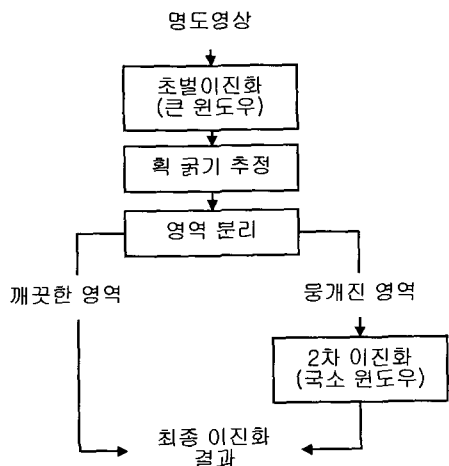 명도영상
초벌이진화
(큰 윈도우)
획 굵기 추정
영역 분리
깨끗한 영역
뭉개진 영역
2차 이진화
(국소 윈도우)
최종 이진화
결과